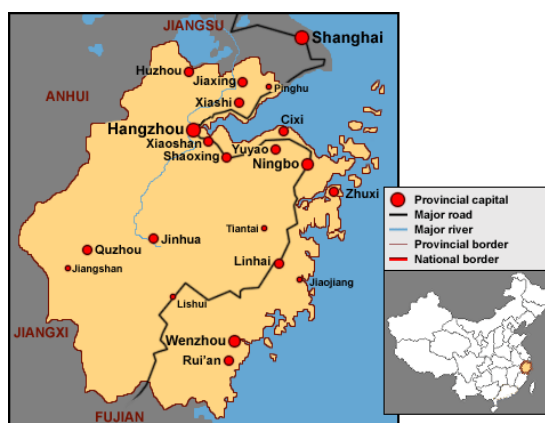 JIANGSU
Shanghai
Huzhou
Jiaxing
Pinghu
ANHUI
Xiashi
Hangzhou
Cixi
Xiaoshan
Yuyao
Shaoxing
Ningbo
Zhuxi
Tiantai
Jinhua
Quzhou
Linhai
Jiangshan
Jiaojiang
Lishui
JIANGXI
Wenzhou
Rui'an
FUJIAN
Provincial capital
Major road
Major river
Provincial border
National border